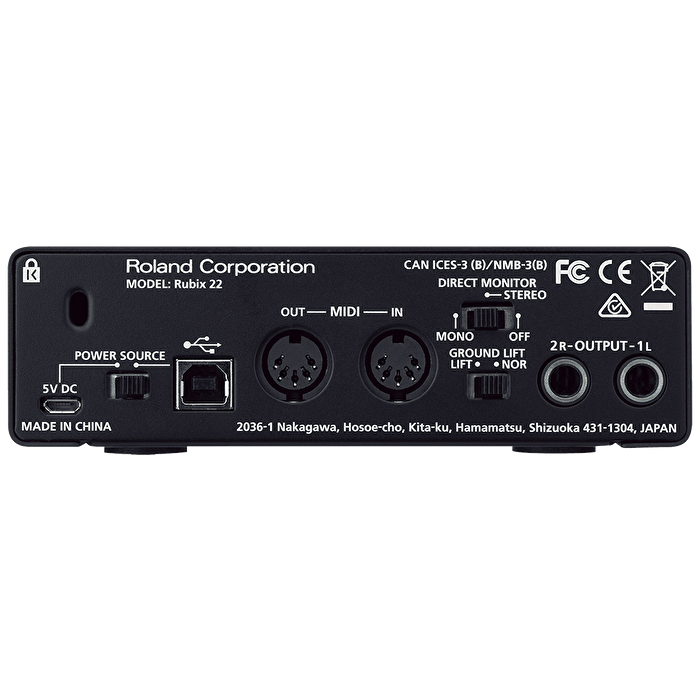 K
Roland Corporation
MODEL: Rubix 22
CAN ICES-3 (B)/NMB-3(B)
FC CE
DIRECT MONITOR
STEREO
MONO OFF
OUT MIDI IN
GROUND LIFT
LIFT NOR
2R-OUTPUT-1L
POWER SOURCE
5V DC
MADE IN CHINA
2036-1 Nakagawa, Hosoe-cho, Kita-ku, Hamamatsu, Shizuoka 431-1304, JAPAN